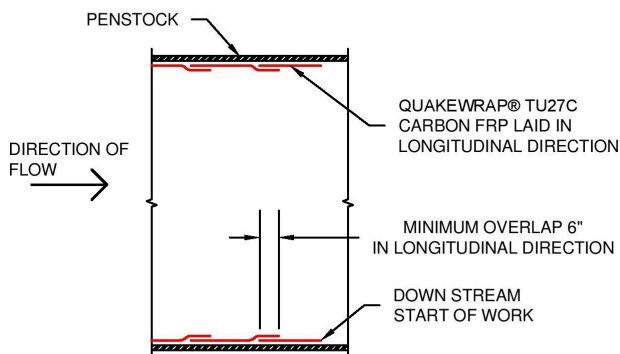 PENSTOCK
QUAKEWRAP® TU27C
CARBON FRP LAID IN
LONGITUDINAL DIRECTION
DIRECTION OF
FLOW
MINIMUM OVERLAP 6"
IN LONGITUDINAL DIRECTION
DOWN STREAM
START OF WORK